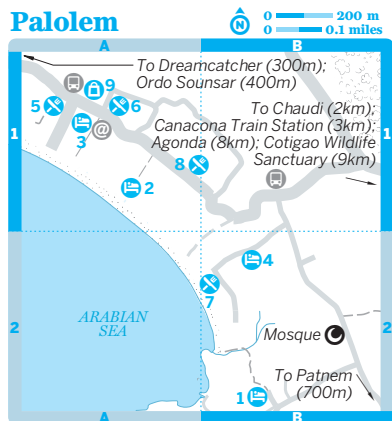 Palolem
N
0 200 m
0 0.1 miles
A B
To Dreamcatcher (300m);
Ordo Sounsar (400m)
9
5 6
3 @
To Chaudi (2km);
Canacona Train Station (3km);
Agonda (8km); Cotigao Wildlife
Sanctuary (9km)
1 1
8
2
4
7
ARABIAN
SEA
2 2
Mosque
To Patnem
(700m)
1
A B